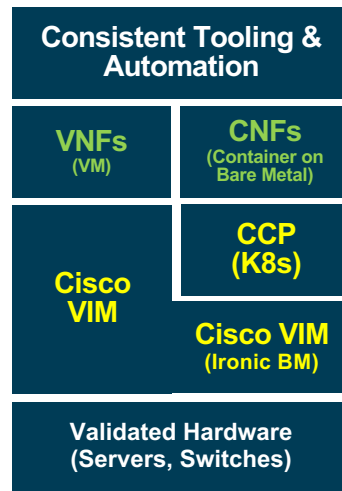 Consistent Tooling &
Automation
VNFs
(VM)
CNFs
(Container on
Bare Metal)
Cisco
VIM
CCP
(K8s)
Cisco VIM
(Ironic BM)
Validated Hardware
(Servers, Switches)